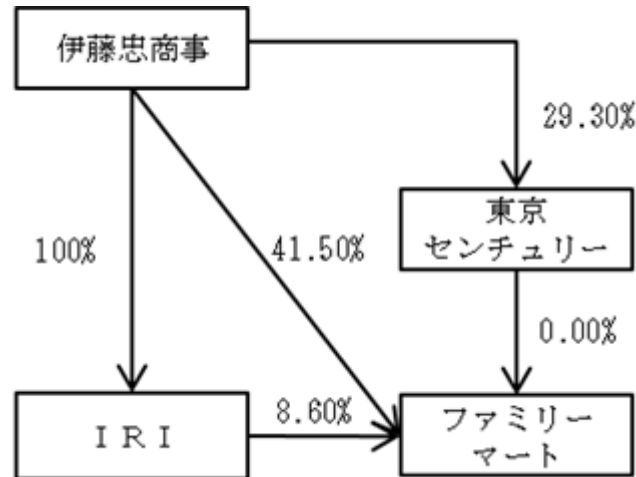 伊藤忠商事
29.30%
東京
センチュリー
100%
41.50%
0.00%
ＩＲＩ
8.60%
ファミリー
マート